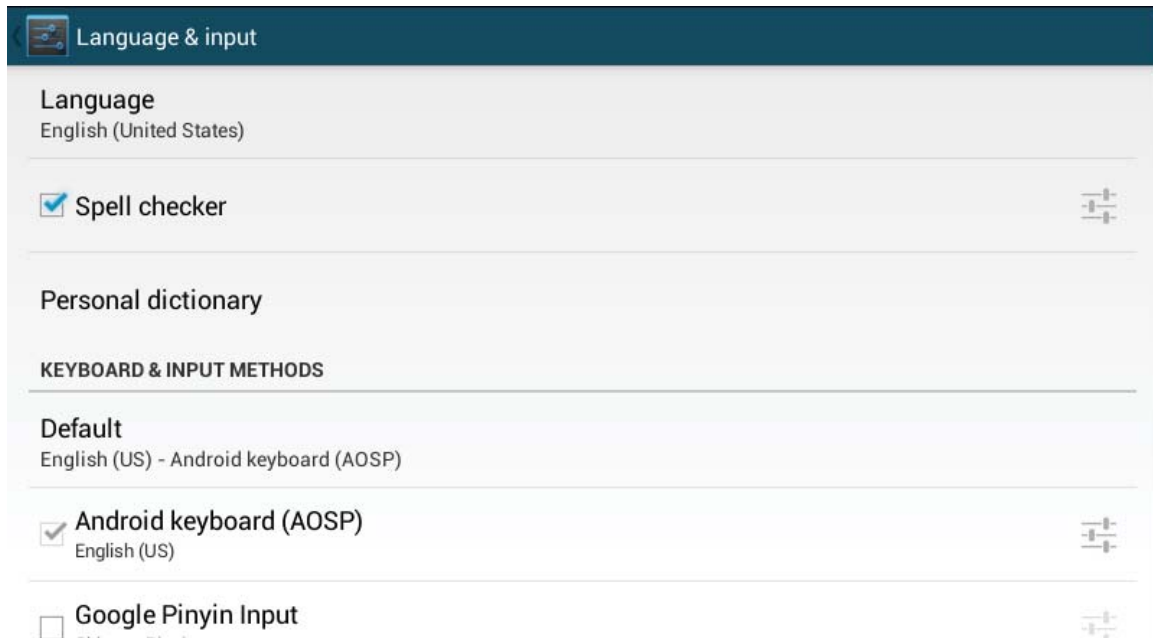 Language & input
Language
English (United States)
Spell checker
Personal dictionary
KEYBOARD & INPUT METHODS
Default
English (US) - Android keyboard (AOSP)
Android keyboard (AOSP)
English (US)
Google Pinyin Input